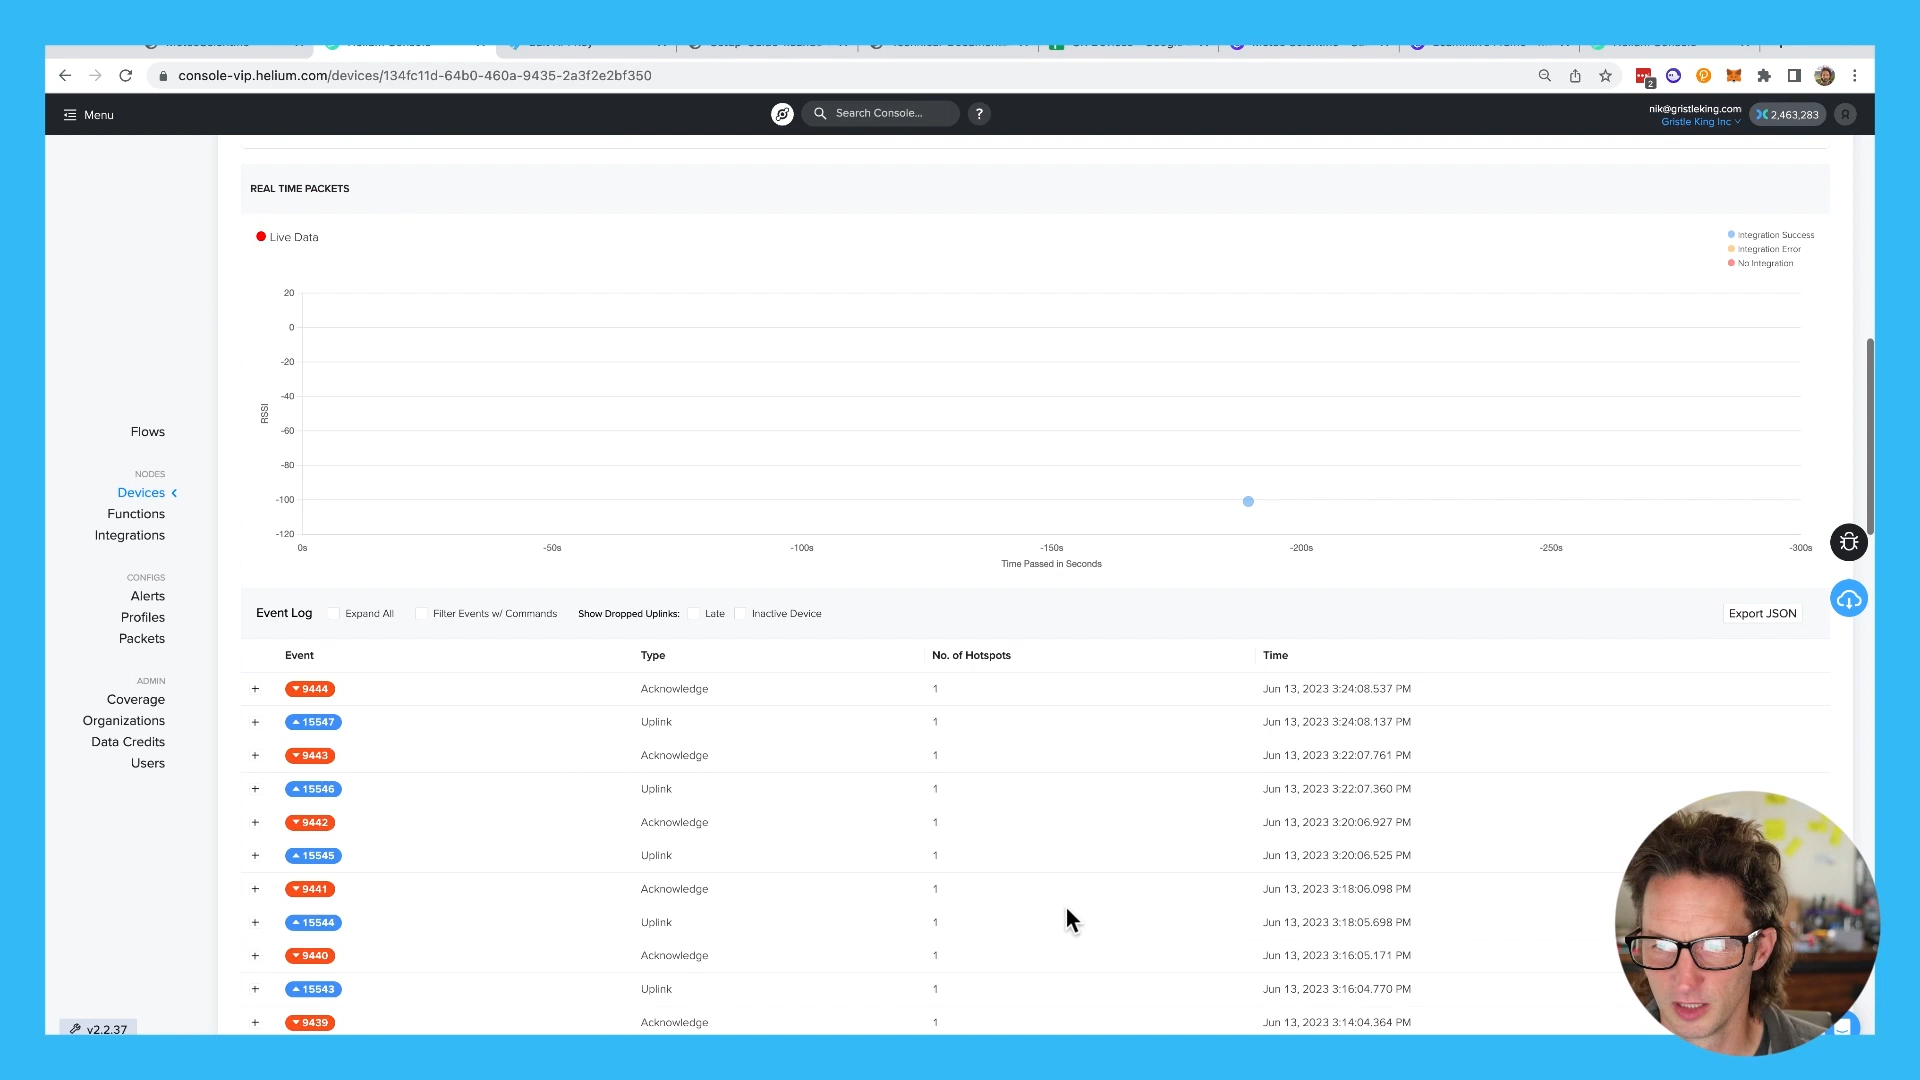 console-vip.helium.com/devices/134fc11d-64b0-460a-9435-2a3f2e2bf350
2
Menu
Search Console...
?
nik@gristleking.com
Gristle King Inc
2,463,283
REAL TIME PACKETS
Live Data
Integration Success
Integration Error
No Integration
20
0
-20
-40
-60
-80
-100
-120
RSSI
0s
-50s
-100s
-150s
-200s
-250s
-300s
Time Passed in Seconds
Flows
NODES
Devices
Functions
Integrations
CONFIGS
Alerts
Profiles
Packets
ADMIN
Coverage
Organizations
Data Credits
Users
v2.2.37
Event Log Expand All Filter Events w/ Commands Show Dropped Uplinks: Late Inactive Device Export JSON
Event Type No. of Hotspots Time
+ 9444 Acknowledge 1 Jun 13, 2023 3:24:08.537 PM
+ 15547 Uplink 1 Jun 13, 2023 3:24:08.137 PM
+ 9443 Acknowledge 1 Jun 13, 2023 3:22:07.761 PM
+ 15546 Uplink 1 Jun 13, 2023 3:22:07.360 PM
+ 9442 Acknowledge 1 Jun 13, 2023 3:20:06.927 PM
+ 15545 Uplink 1 Jun 13, 2023 3:20:06.525 PM
+ 9441 Acknowledge 1 Jun 13, 2023 3:18:06.098 PM
+ 15544 Uplink 1 Jun 13, 2023 3:18:05.698 PM
+ 9440 Acknowledge 1 Jun 13, 2023 3:16:05.171 PM
+ 15543 Uplink 1 Jun 13, 2023 3:16:04.770 PM
+ 9439 Acknowledge 1 Jun 13, 2023 3:14:04.364 PM